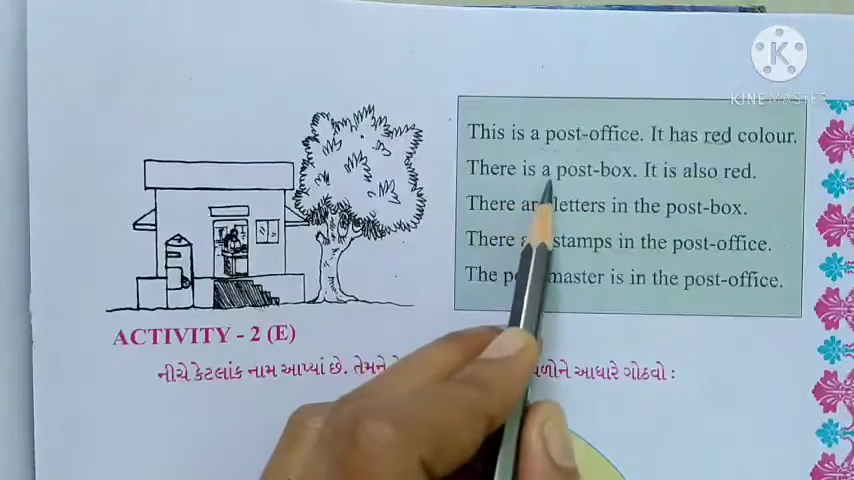 KINEMASTER
This is a post-office. It has red colour.
There is a post-box. It is also red.
There are letters in the post-box.
There stamps in the post-office.
The master is in the post-office.
ACTIVITY - 2 (E)
નીચે કેટલાંક નામ આપ્યાં છે. તેમને આધારે ગોઠવો :